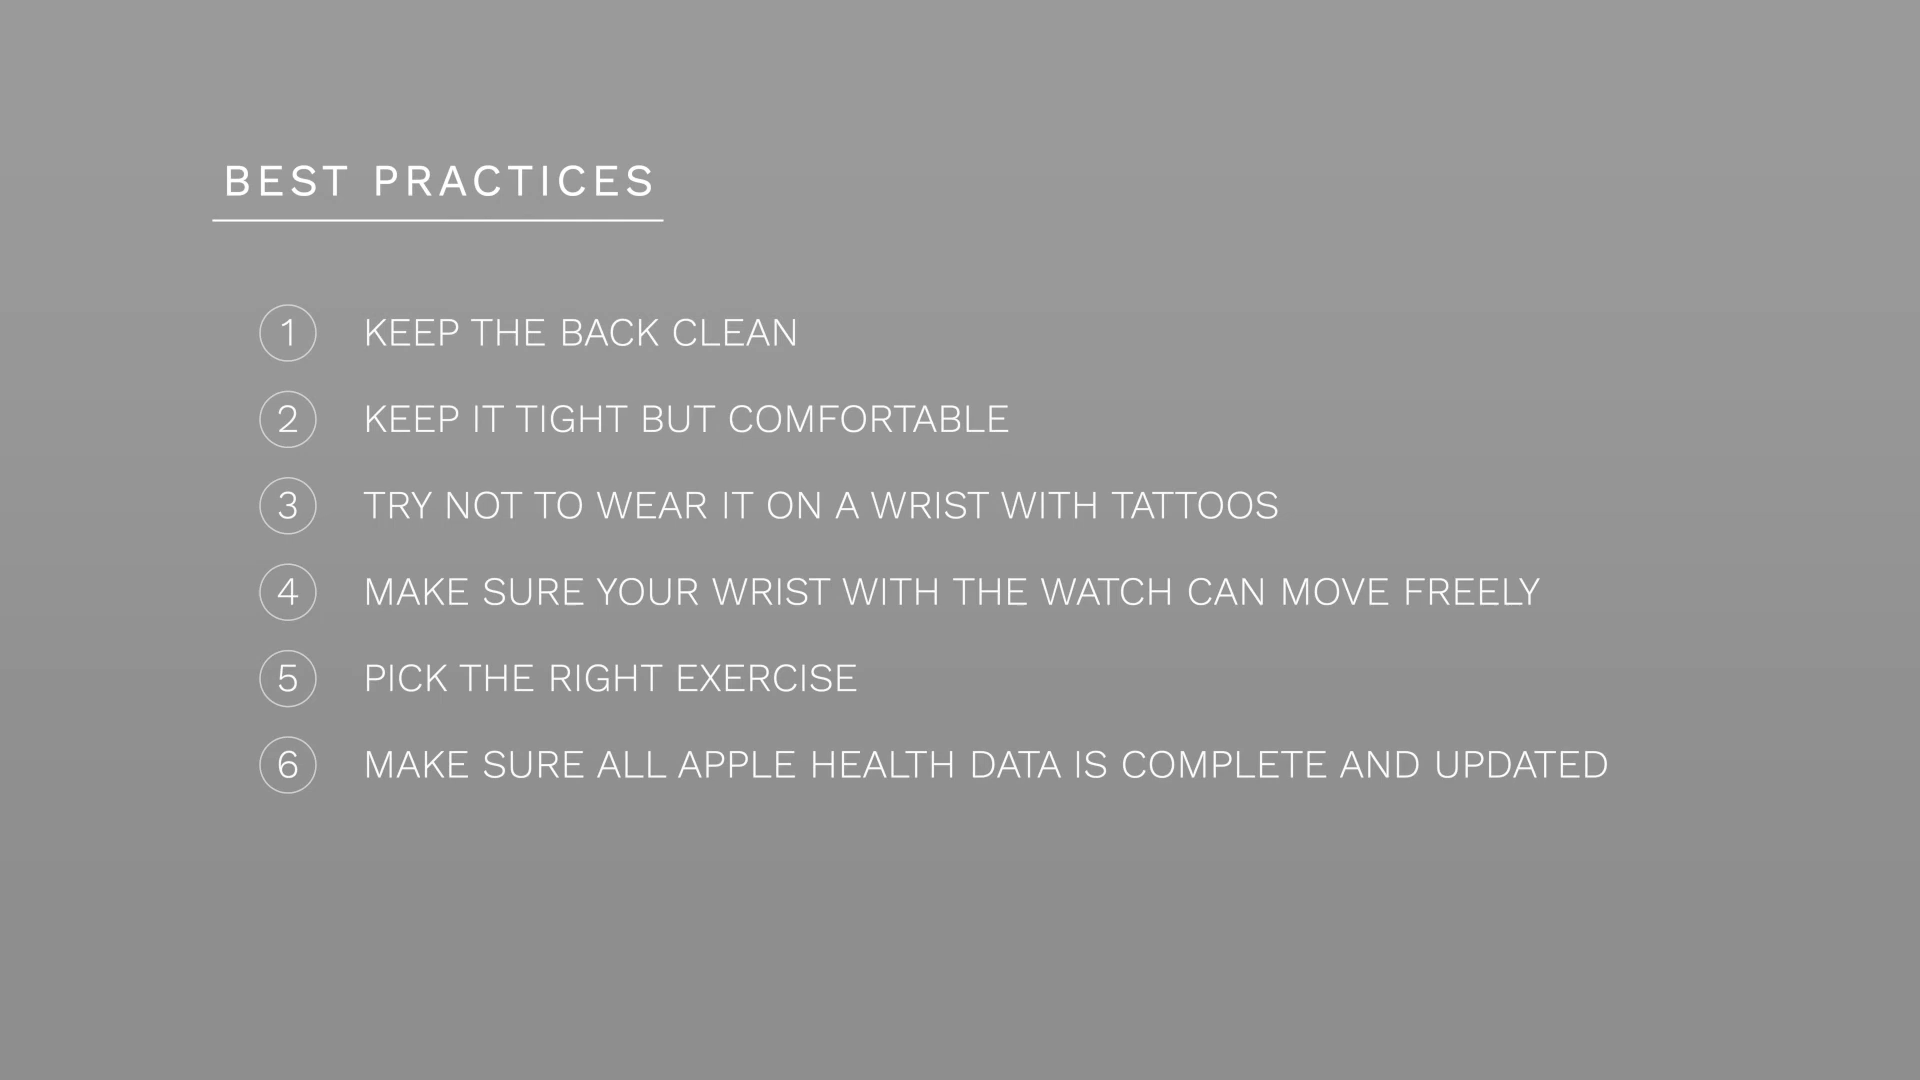 BEST PRACTICES
1 KEEP THE BACK CLEAN
2 KEEP IT TIGHT BUT COMFORTABLE
3 TRY NOT TO WEAR IT ON A WRIST WITH TATTOOS
4 MAKE SURE YOUR WRIST WITH THE WATCH CAN MOVE FREELY
5 PICK THE RIGHT EXERCISE
6 MAKE SURE ALL APPLE HEALTH DATA IS COMPLETE AND UPDATED